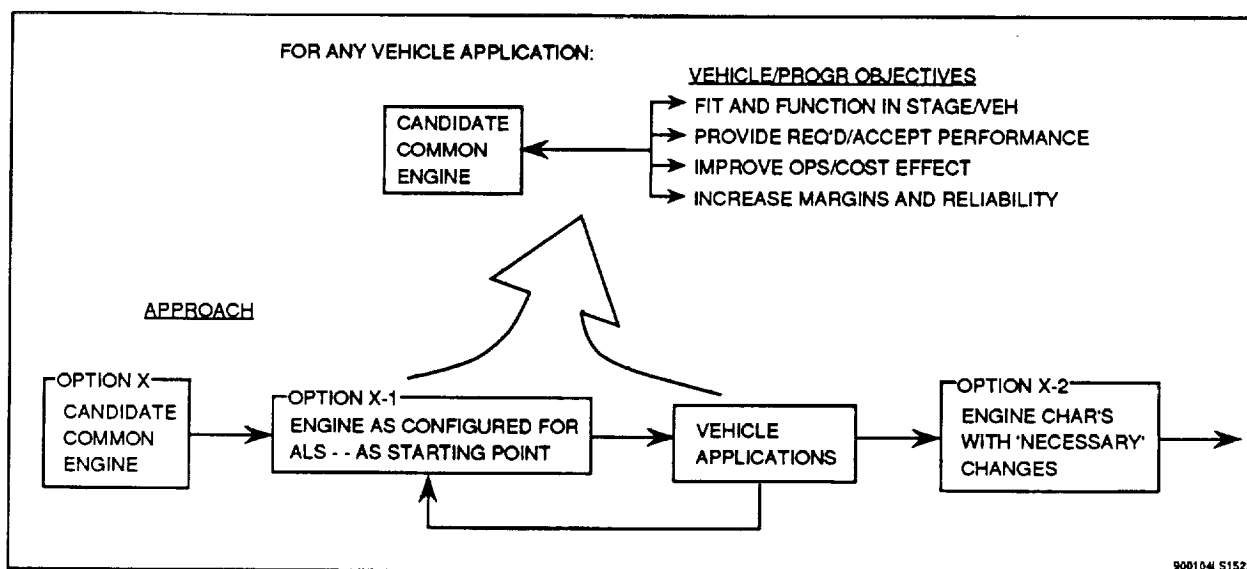 FOR ANY VEHICLE APPLICATION:
VEHICLE/PROGR OBJECTIVES
FIT AND FUNCTION IN STAGE/VEH
PROVIDE REQ'D/ACCEPT PERFORMANCE
IMPROVE OPS/COST EFFECT
INCREASE MARGINS AND RELIABILITY
CANDIDATE
COMMON
ENGINE
APPROACH
OPTION X
CANDIDATE
COMMON
ENGINE
OPTION X-1
ENGINE AS CONFIGURED FOR
ALS - - AS STARTING POINT
VEHICLE
APPLICATIONS
OPTION X-2
ENGINE CHAR'S
WITH 'NECESSARY'
CHANGES